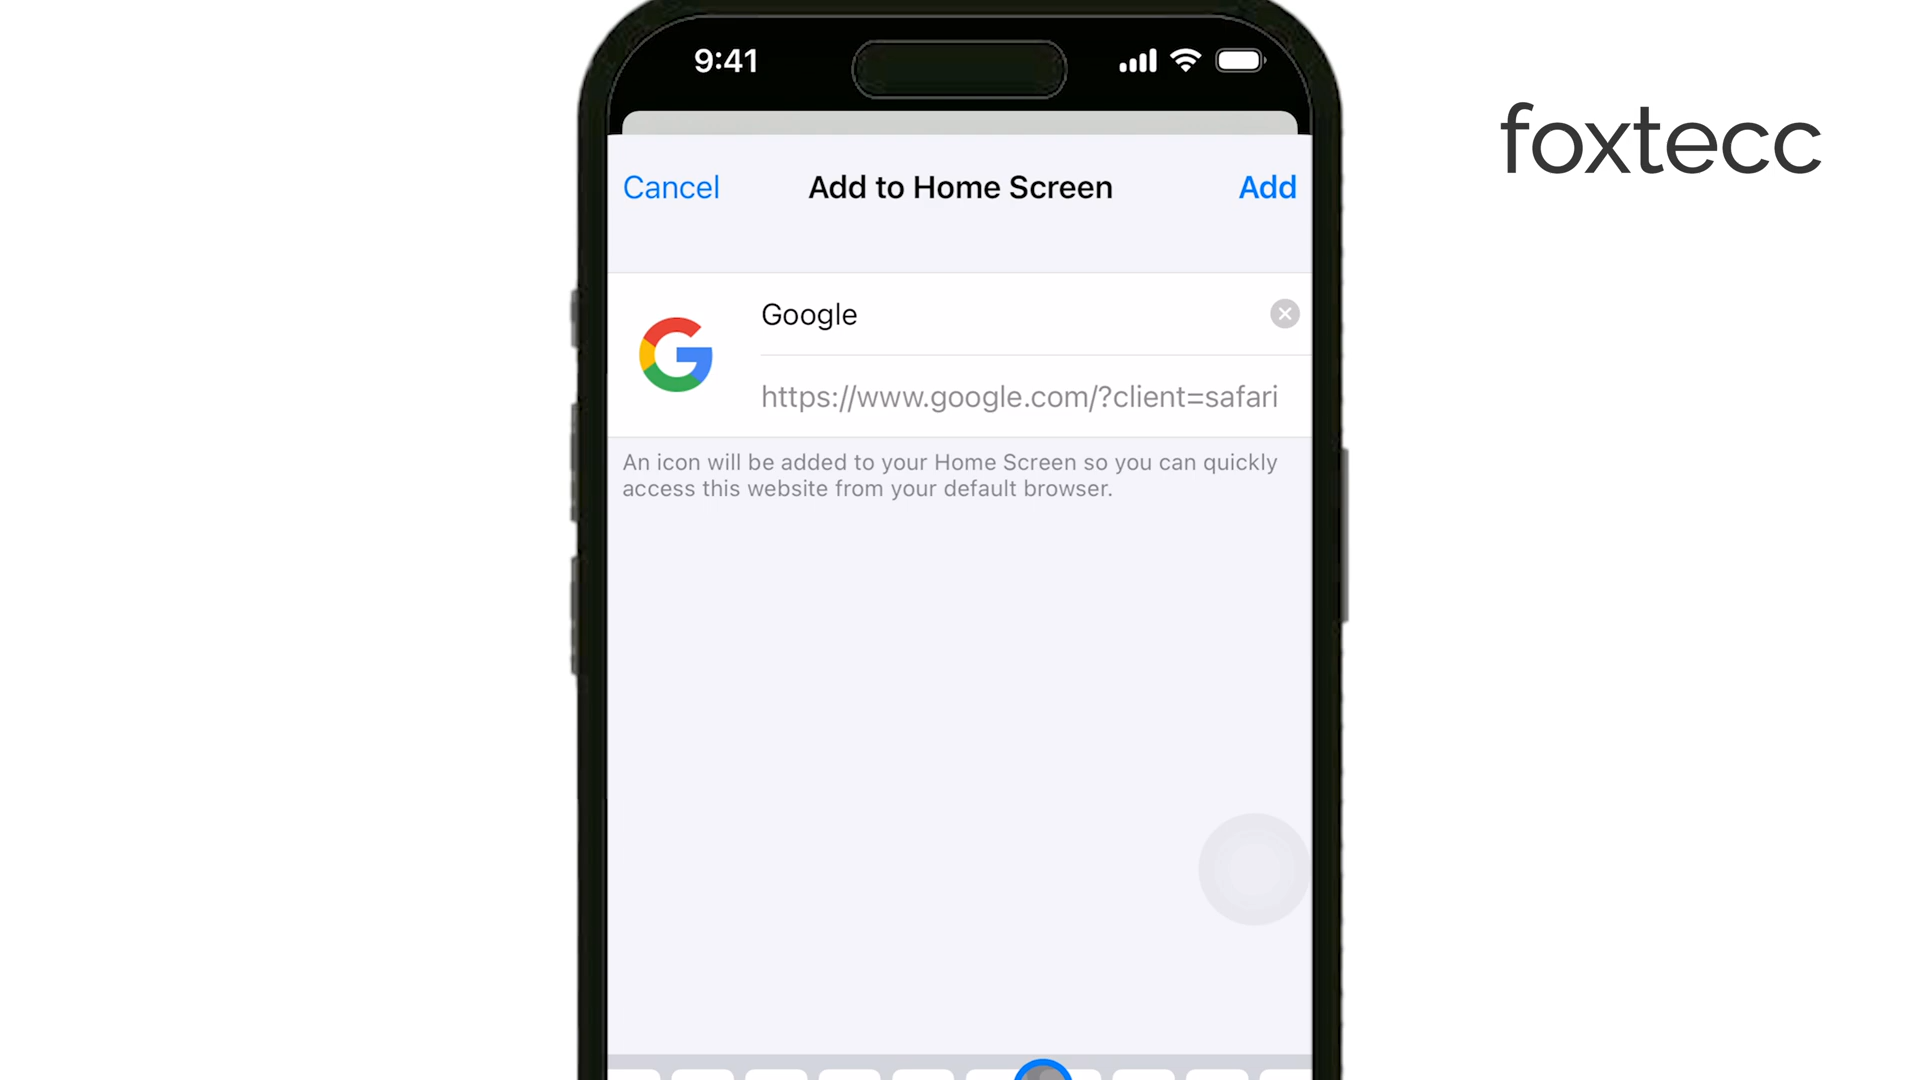 9:41
foxtecc
Cancel
Add to Home Screen
Add
Google
https://www.google.com/?client=safari
An icon will be added to your Home Screen so you can quickly
access this website from your default browser.